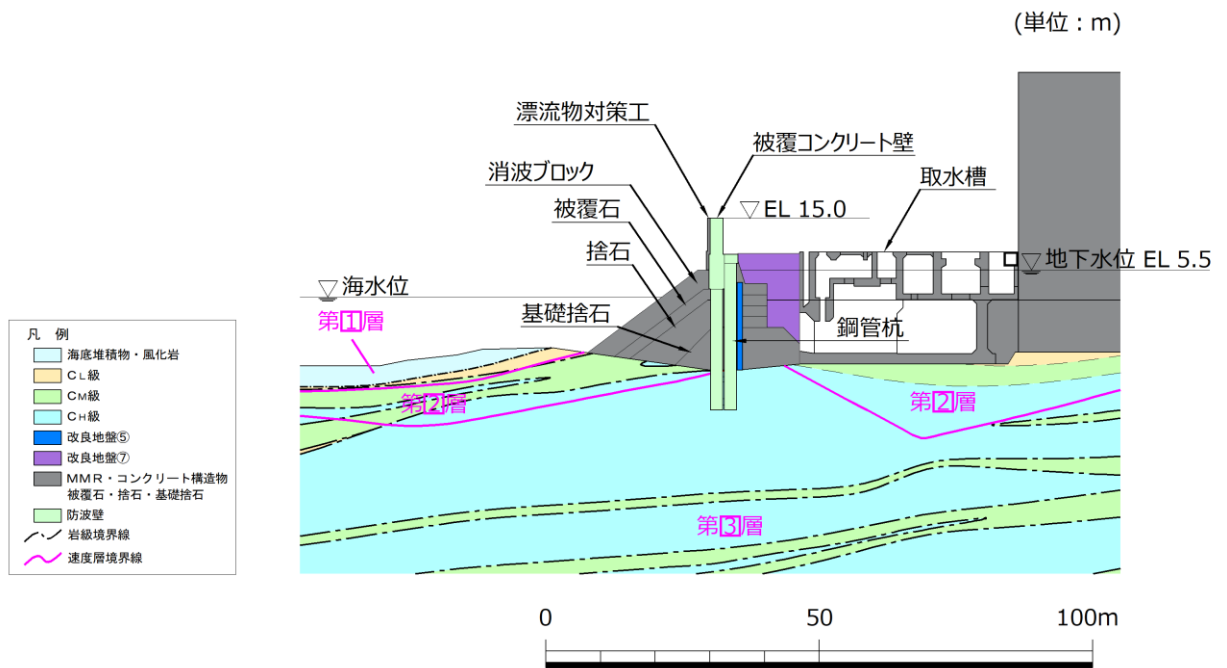 (単位：m)
漂流物対策工
被覆コンクリート壁
消波ブロック
取水槽
被覆石
▽EL 15.0
捨石
地下水位 EL 5.5
海水位
第1層
基礎捨石
鋼管杭
第2層
第2層
第3層
凡 例
海底堆積物・風化岩
CL級
CM級
CH級
改良地盤⑤
改良地盤⑦
MMR・コンクリート構造物
被覆石・捨石・基礎捨石
防波壁
岩級境界線
速度層境界線
0 50 100m